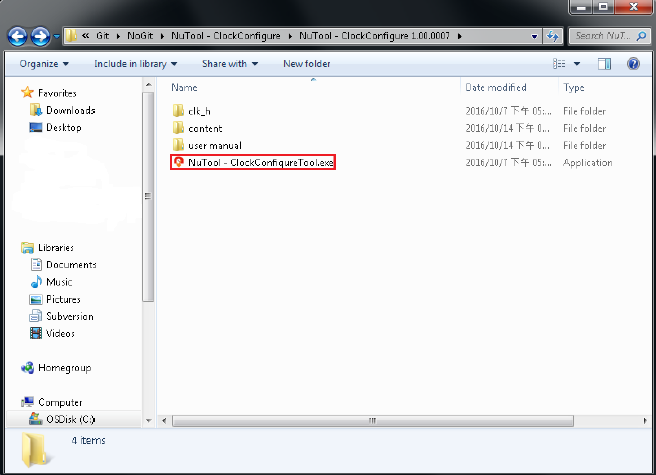 « Git ▸ NoGit ▸ NuTool - ClockConfigure ▸ NuTool - ClockConfigure 1.00.0007 ▸ Search NuT...
Organize Include in library Share with New folder
Favorites
Downloads
Desktop
Libraries
Documents
Music
Pictures
Subversion
Videos
Homegroup
Computer
OSDisk (C:)
Name Date modified Type
clk_h 2016/10/7 下午 05:... File folder
content 2016/10/14 下午 0... File folder
user manual 2016/10/14 下午 0... File folder
NuTool - ClockConfigureTool.exe 2016/10/7 下午 05:... Application
4 items